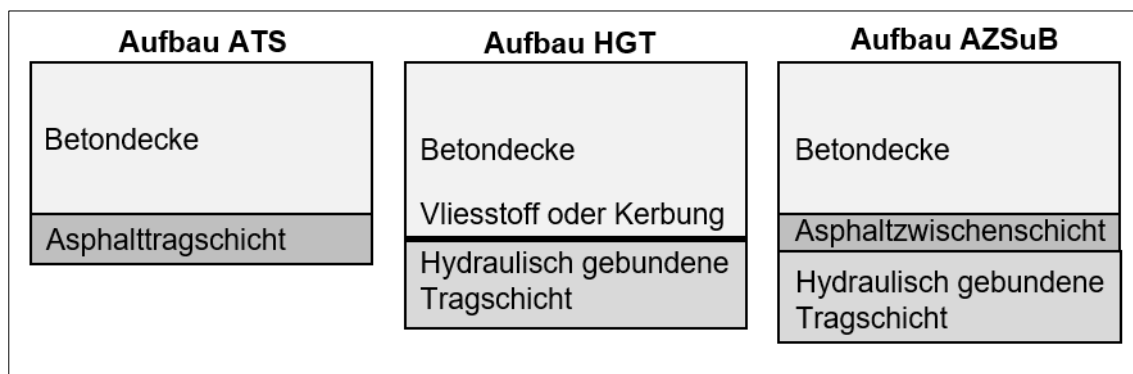 Aufbau ATS
Betondecke
Asphalttragschicht
Aufbau HGT
Betondecke
Vliesstoff oder Kerbung
Hydraulisch gebundene
Tragschicht
Aufbau AZSuB
Betondecke
Asphaltzwischenschicht
Hydraulisch gebundene
Tragschicht